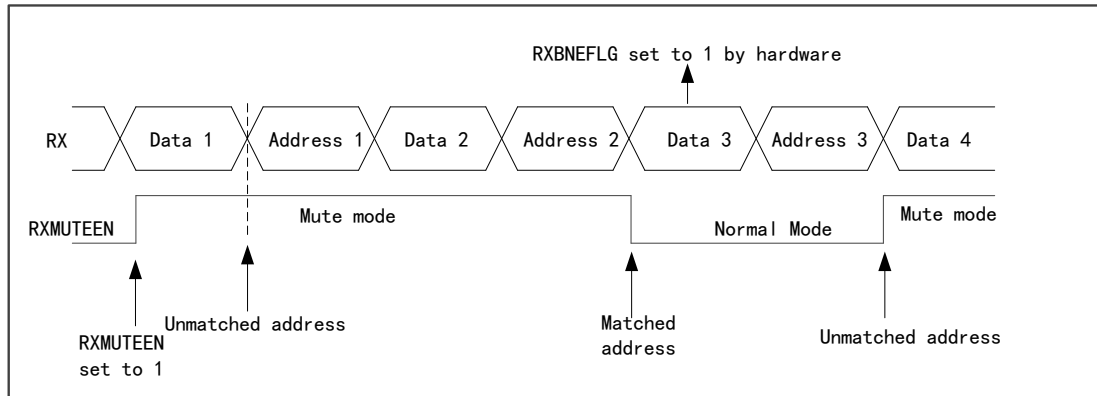 RXBNEFLG set to 1 by hardware
RX
Data 1
Address 1
Data 2
Address 2
Data 3
Address 3
Data 4
RXMUTEEN
Mute mode
Normal Mode
Mute mode
RXMUTEEN
set to 1
Unmatched address
Matched
address
Unmatched address